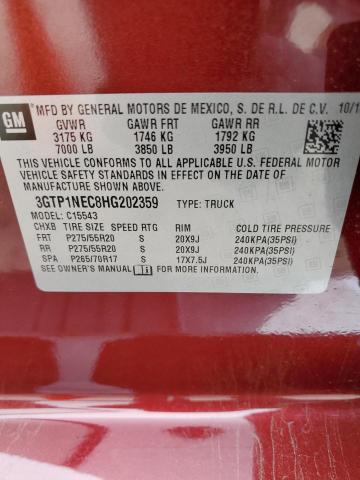 GM
MFD BY GENERAL MOTORS DE MEXICO, S. DE R.L. DE C.V. 10/1
GVWR GAWR FRT GAWR RR
3175 KG 1746 KG 1792 KG
7000 LB 3850 LB 3950 LB
THIS VEHICLE CONFORMS TO ALL APPLICABLE U.S. FEDERAL MOTOR
VEHICLE SAFETY STANDARDS IN EFFECT ON THE DATE OF
MANUFACTURE SHOWN ABOVE.
3GTP1NEC8HG202359 TYPE: TRUCK
MODEL: C15543
CHXB TIRE SIZE SPEED RTG RIM COLD TIRE PRESSURE
FRT P275/55R20 S 20X9J 240KPA(35PSI)
RR P275/55R20 S 20X9J 240KPA(35PSI)
SPA P265/70R17 S 17X7.5J 240KPA(35PSI)
SEE OWNER'S MANUAL FOR MORE INFORMATION.